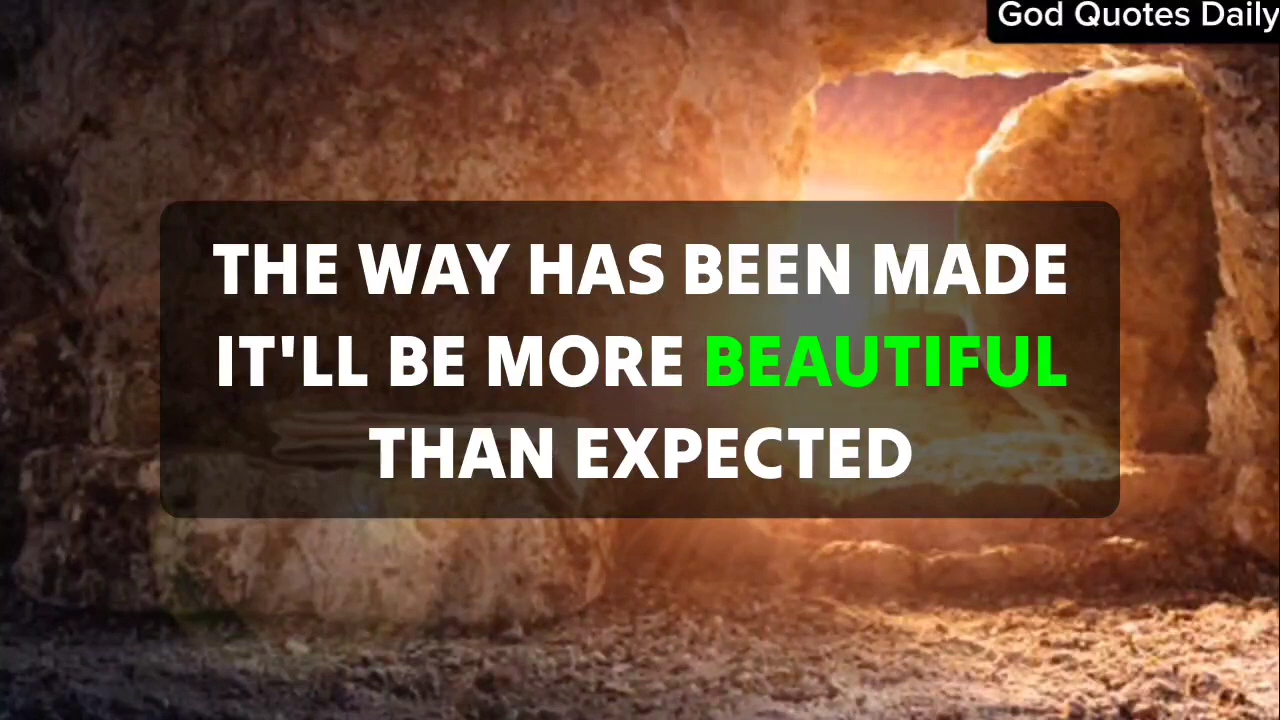 God Quotes Daily
THE WAY HAS BEEN MADE
IT'LL BE MORE BEAUTIFUL
THAN EXPECTED